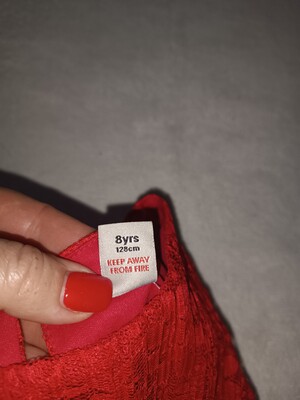 8yrs
128cm
KEEP AWAY
FROM FIRE